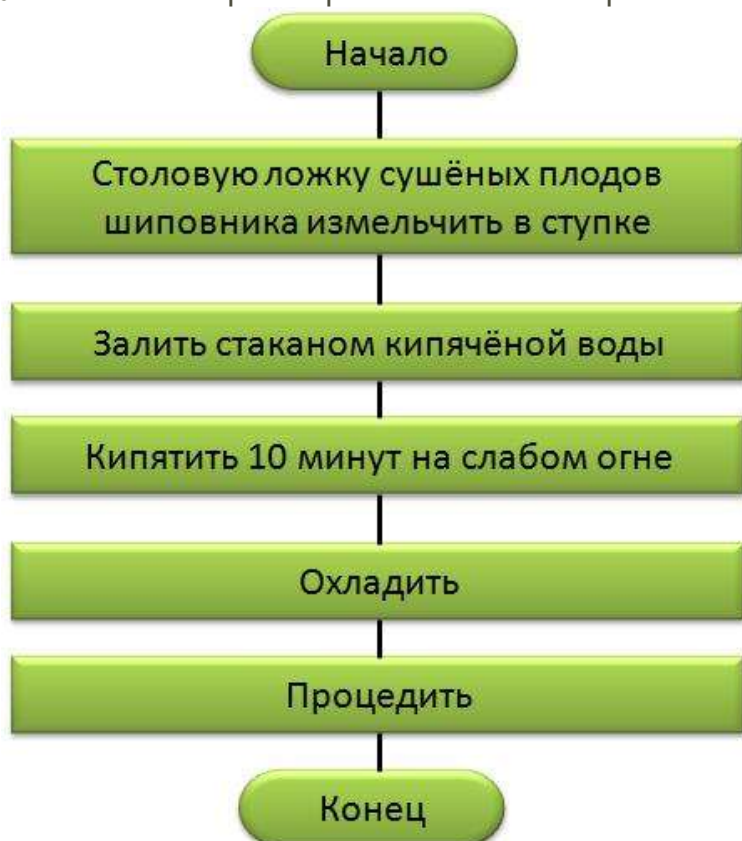 Начало
Столовую ложку сушёных плодов
шиповника измельчить в ступке
Залить стаканом кипячёной воды
Кипятить 10 минут на слабом огне
Охладить
Процедить
Конец